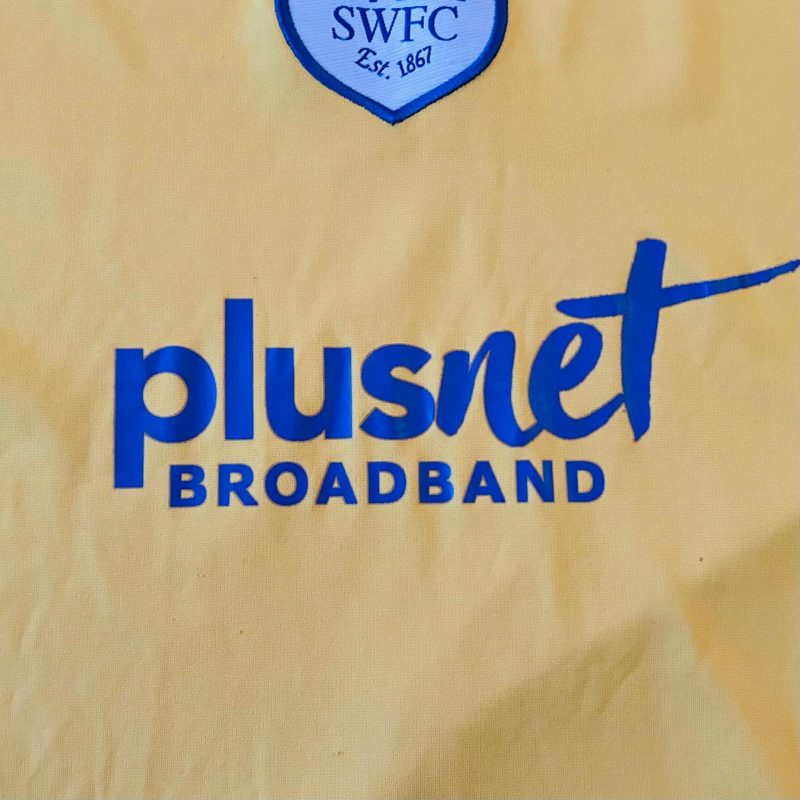 SWFC
Est. 1867
plusnet
BROADBAND